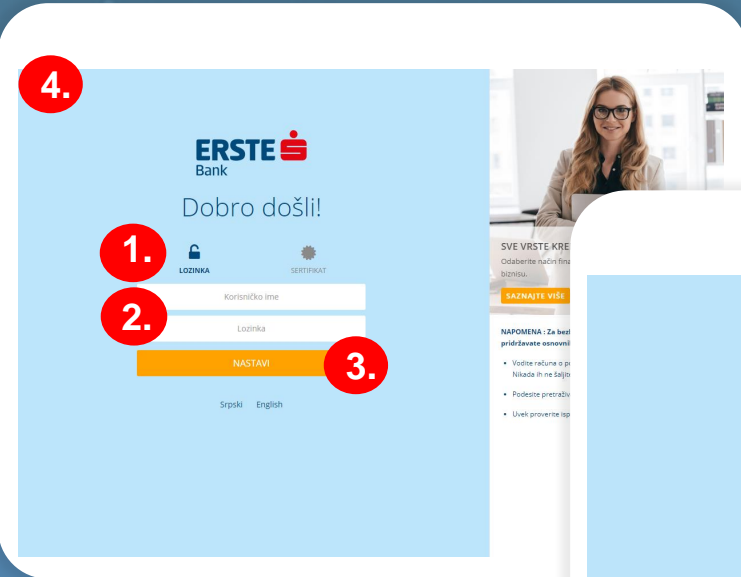 4.
ERSTE
Bank
Dobro došli!
1.
LOZINKA
SERTIFIKAT
Korisničko ime
2.
Lozinka
NASTAVI
3.
Srpski English
SVE VRSTE KRE
Odaberite način fina
biznisu.
SAZNAJTE VIŠE
NAPOMENA : Za bez
pridržavate osnovni
• Vodite računa o p
Nikada ih ne šaljit
• Podesite pretraživ
• Uvek proverite isp